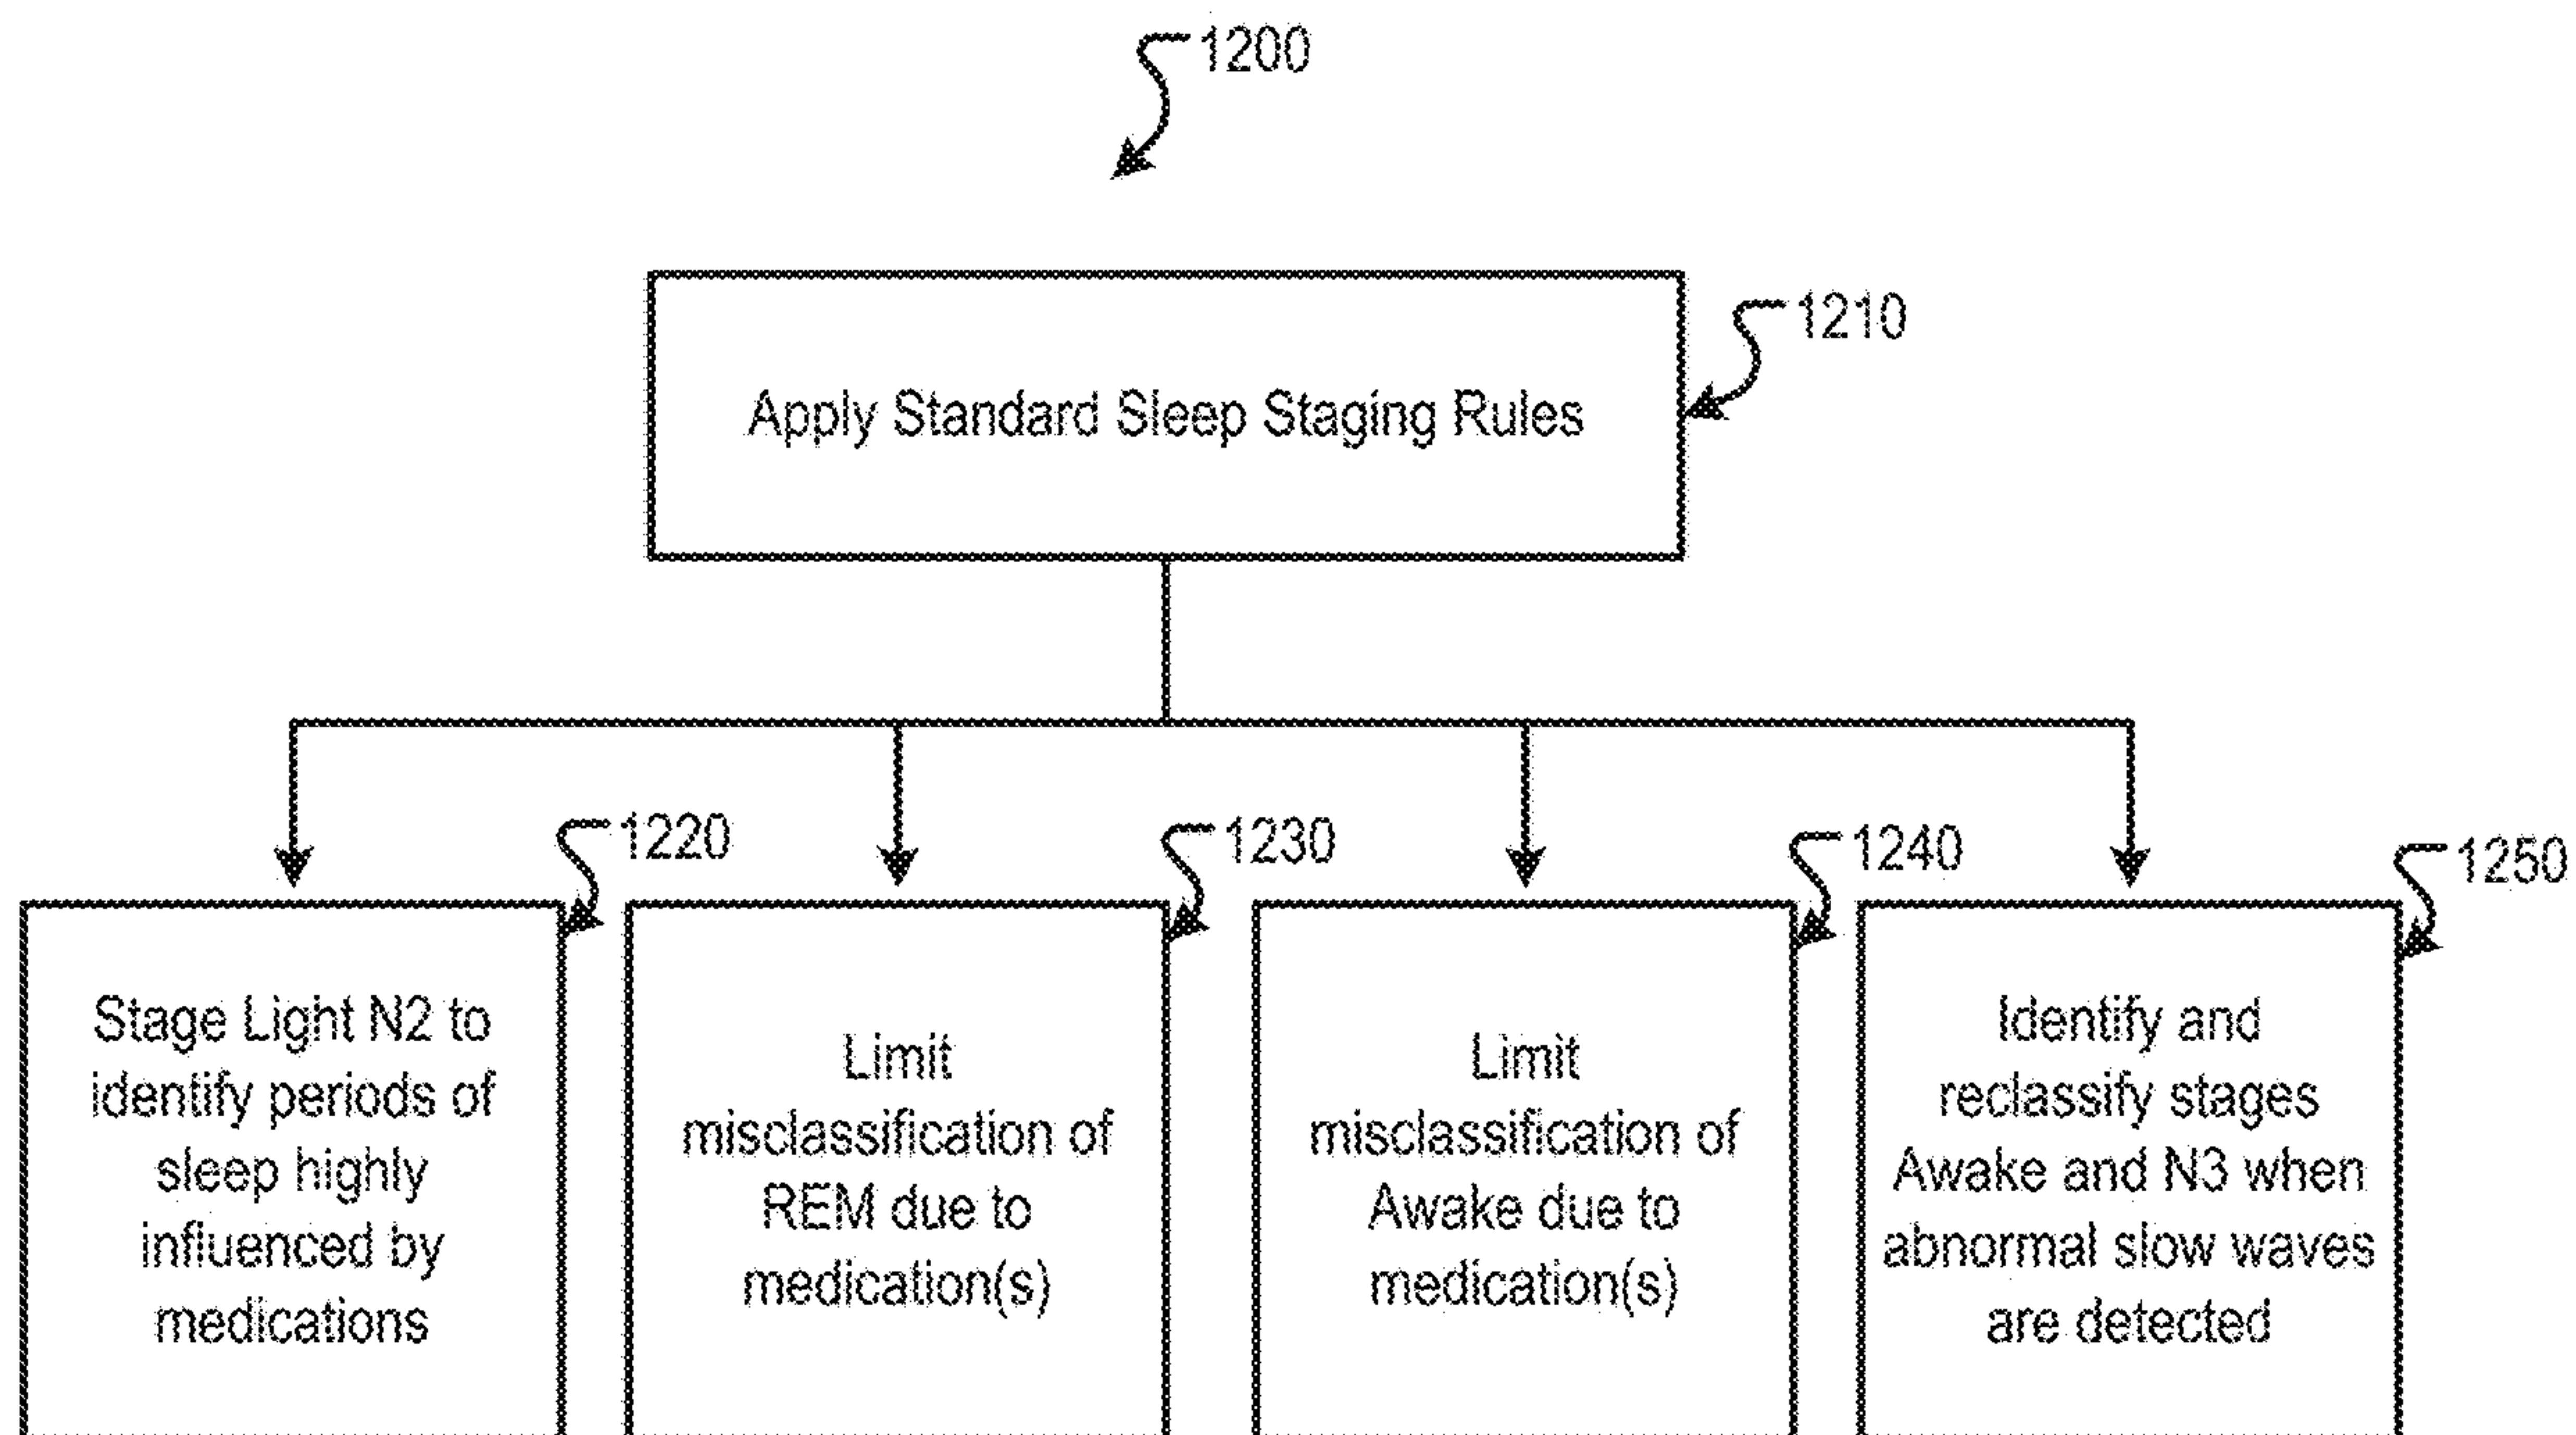 1200
Apply Standard Sleep Staging Rules
1210
1220
1230
1240
1250
Stage Light N2 to
identify periods of
sleep highly
influenced by
medications
Limit
misclassification of
REM due to
medication(s)
Limit
misclassification of
Awake due to
medication(s)
Identify and
reclassify stages
Awake and N3 when
abnormal slow waves
are detected